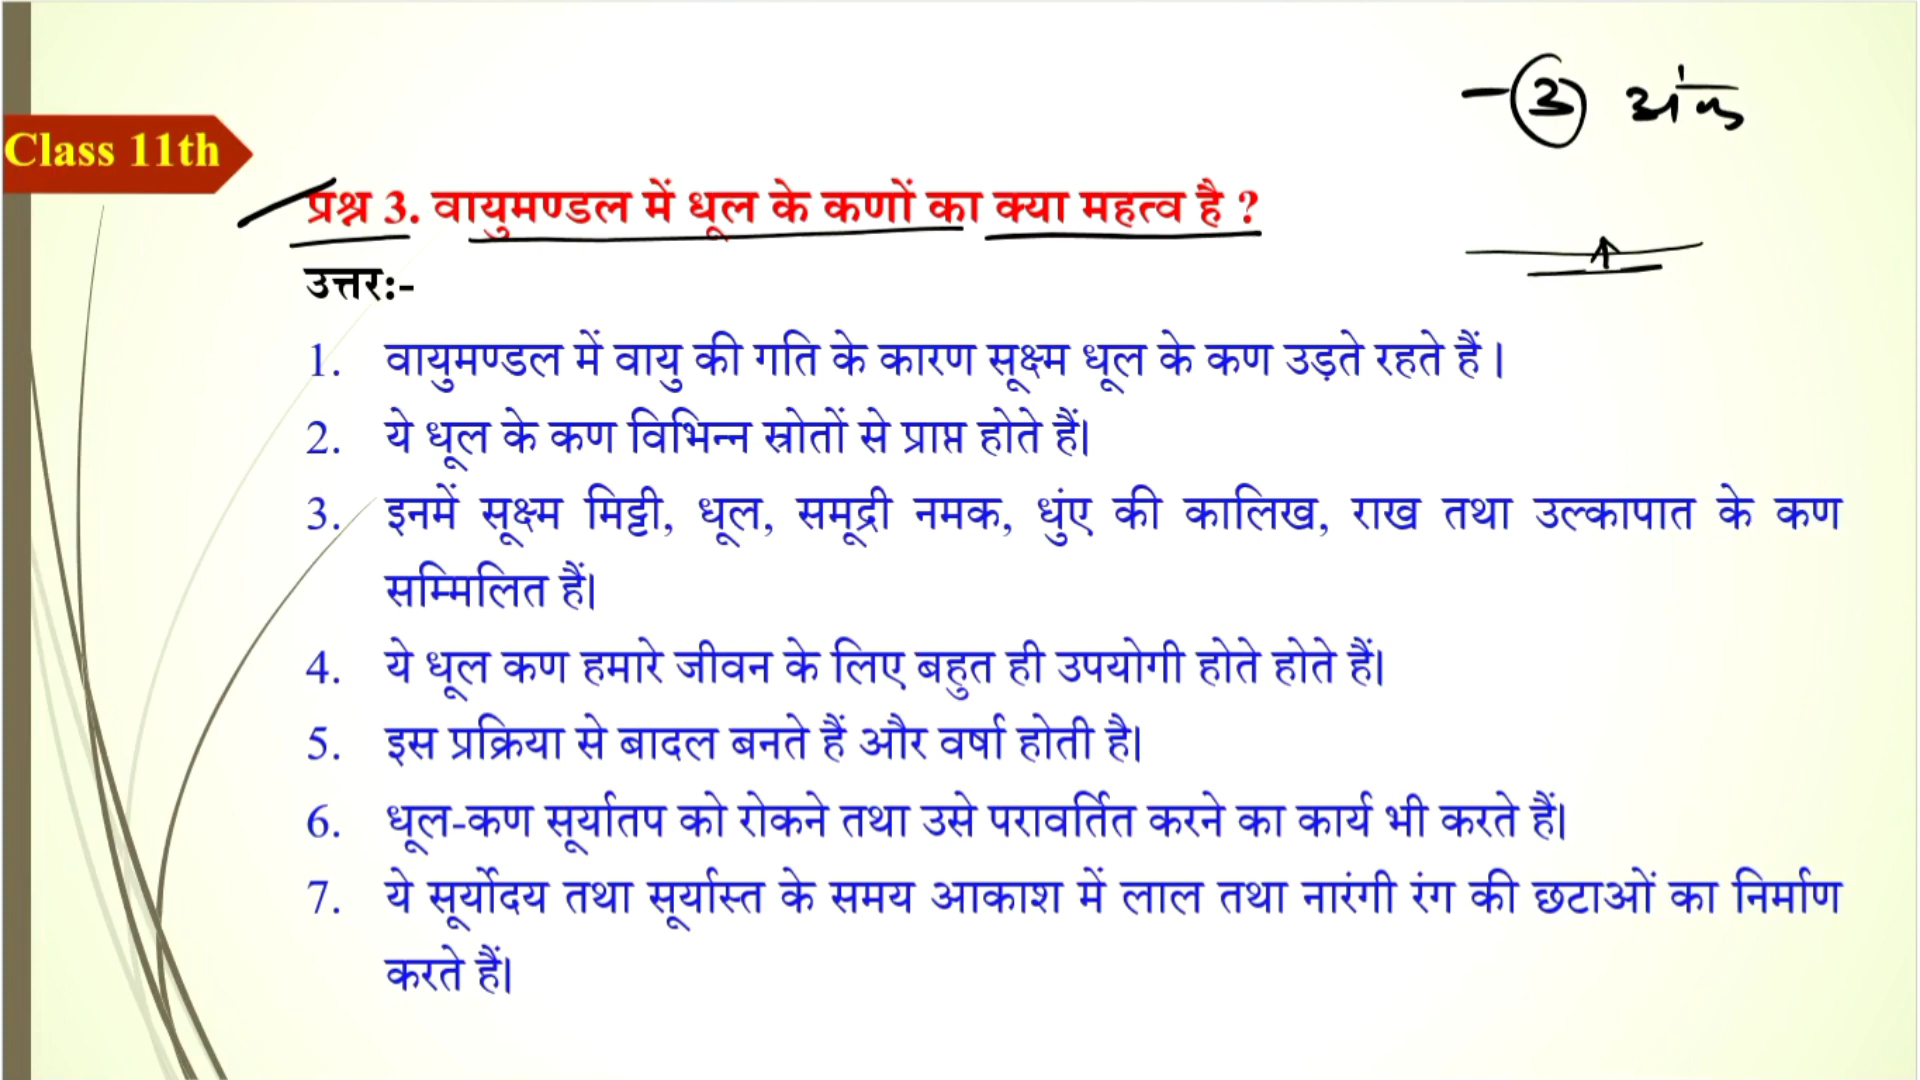 - 3 अंक
Class 11th
प्रश्न 3. वायुमण्डल में धूल के कणों का क्या महत्व है ?
उत्तरः-
1. वायुमण्डल में वायु की गति के कारण सूक्ष्म धूल के कण उड़ते रहते हैं ।
2. ये धूल के कण विभिन्न स्रोतों से प्राप्त होते हैं।
3. इनमें सूक्ष्म मिट्टी, धूल, समूद्री नमक, धुंए की कालिख, राख तथा उल्कापात के कण
सम्मिलित हैं।
4. ये धूल कण हमारे जीवन के लिए बहुत ही उपयोगी होते होते हैं।
5. इस प्रक्रिया से बादल बनते हैं और वर्षा होती है।
6. धूल-कण सूर्यातप को रोकने तथा उसे परावर्तित करने का कार्य भी करते हैं।
7. ये सूर्योदय तथा सूर्यास्त के समय आकाश में लाल तथा नारंगी रंग की छटाओं का निर्माण
करते हैं।